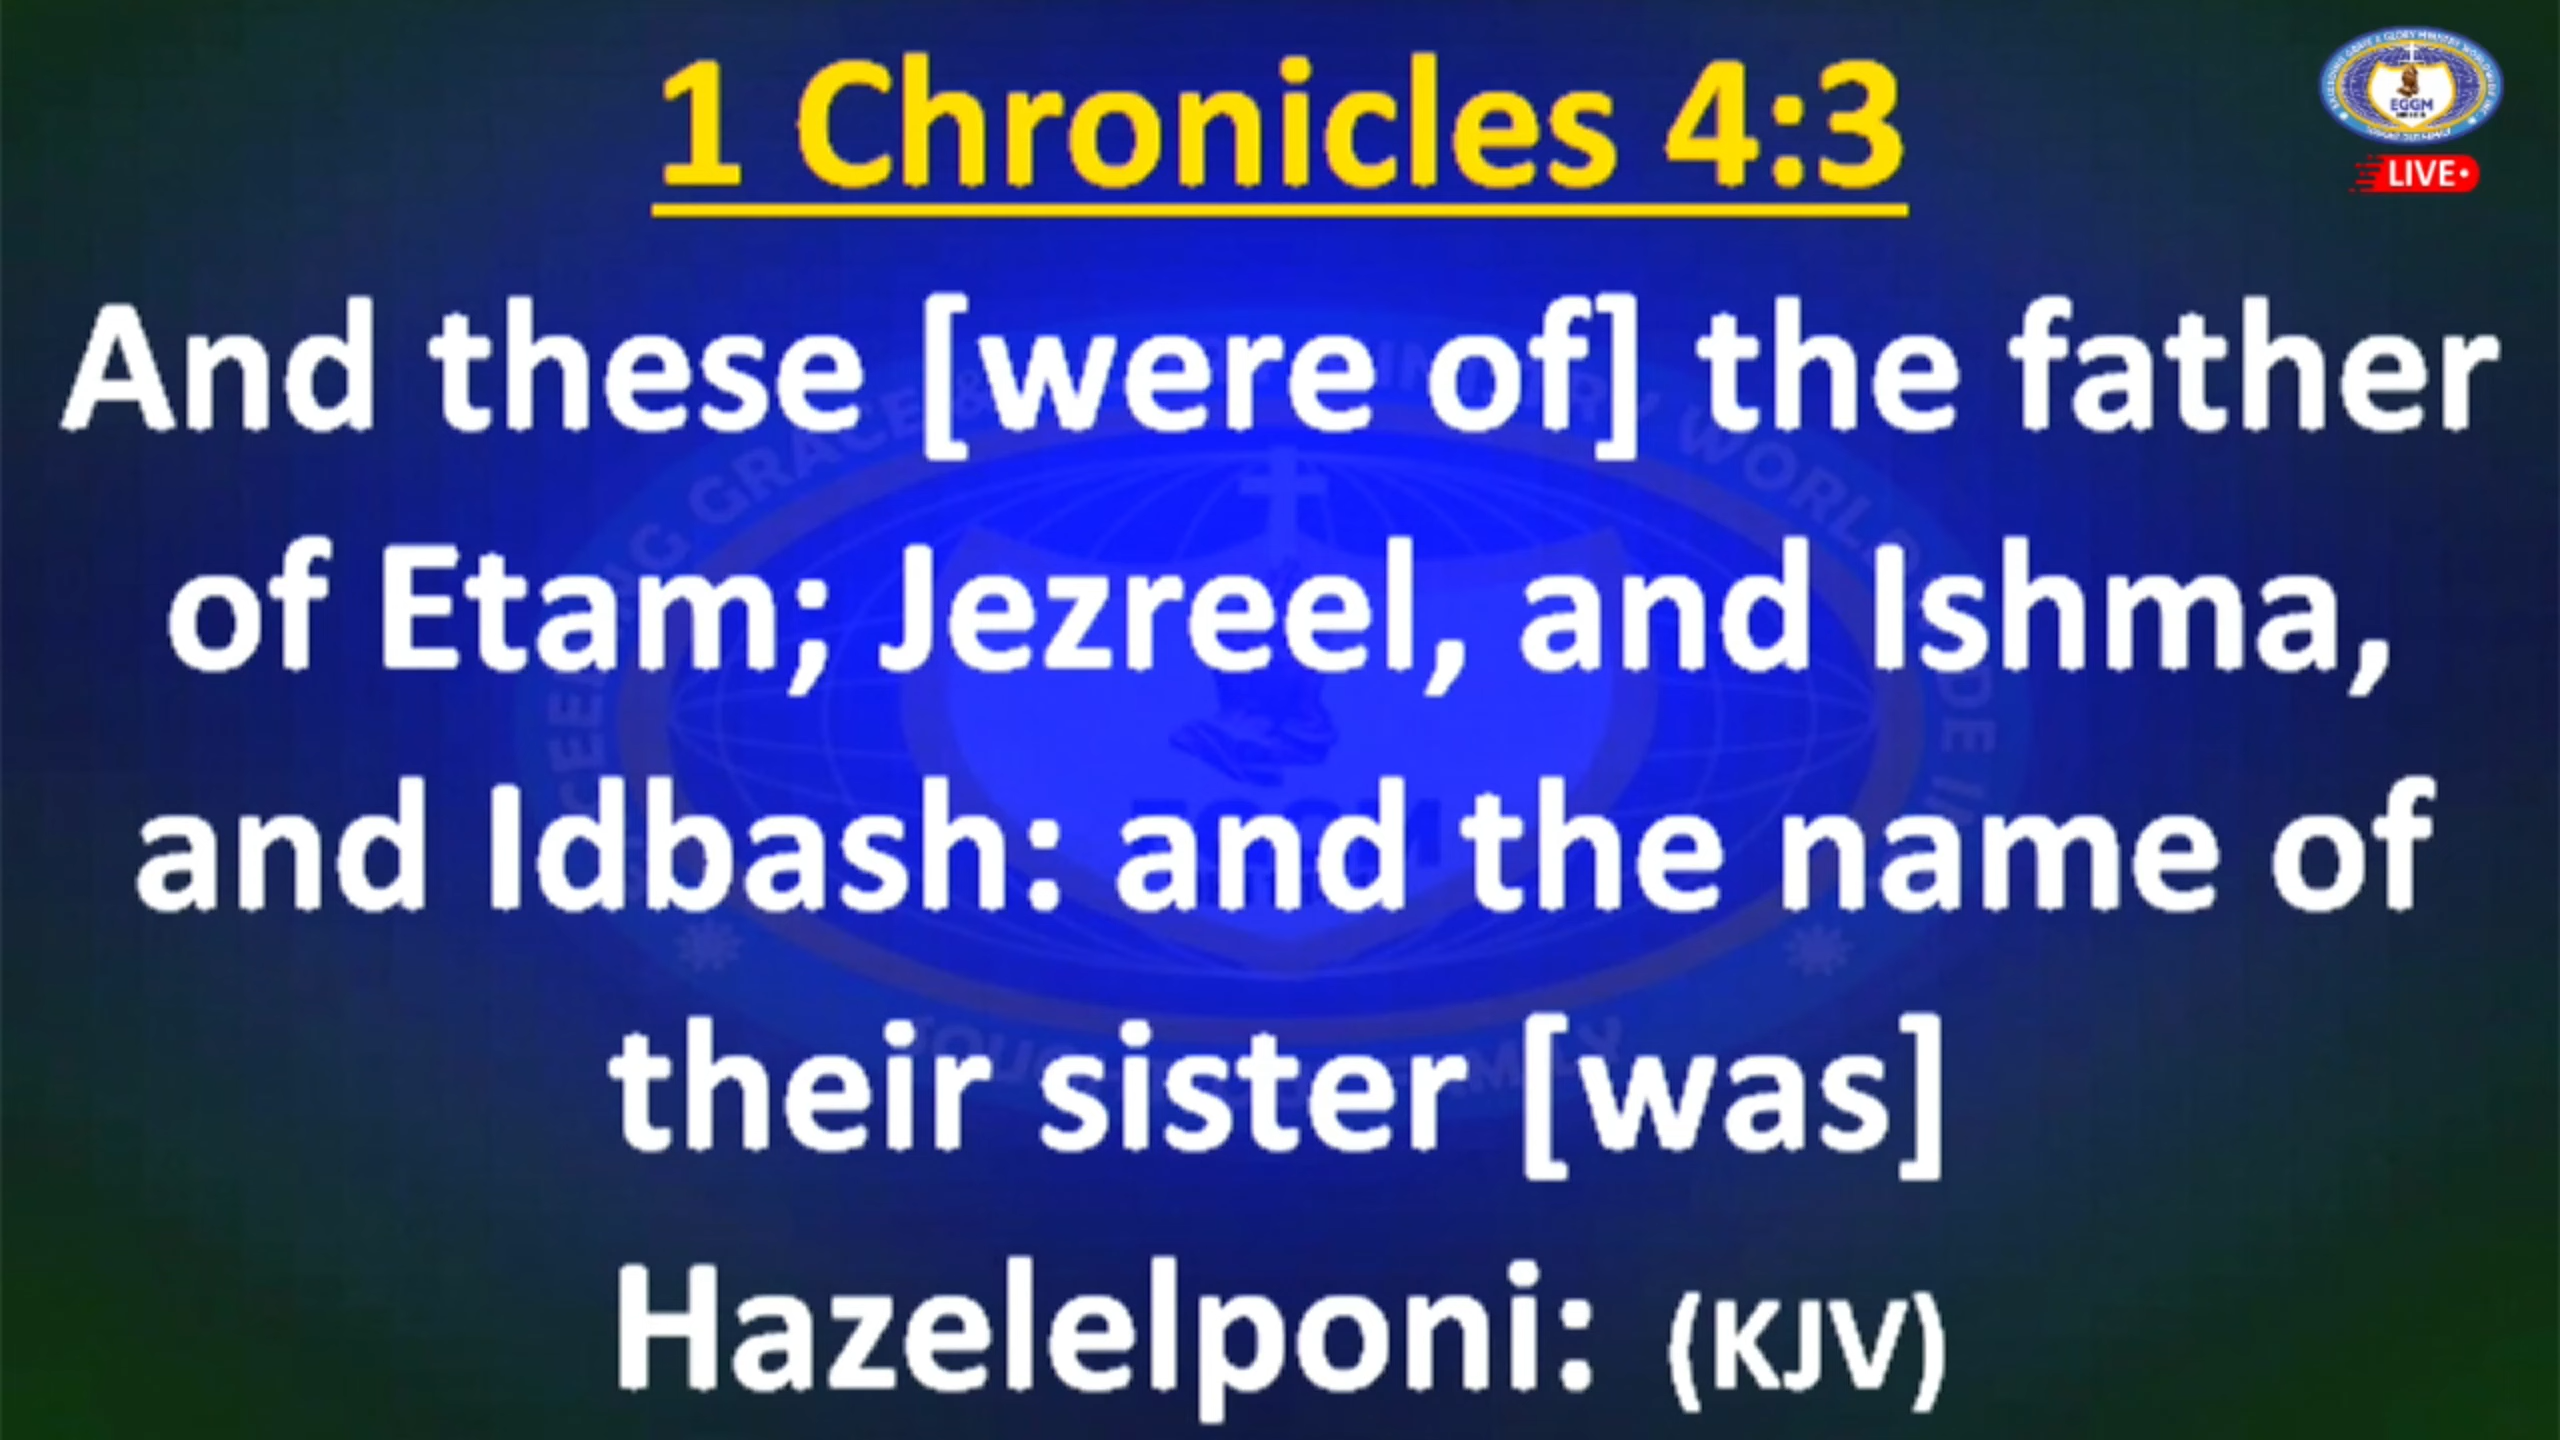 1 Chronicles 4:3
EGGM
LIVE
And these [were of] the father
of Etam; Jezreel, and Ishma,
and Idbash: and the name of
their sister [was]
Hazelelponi: (KJV)